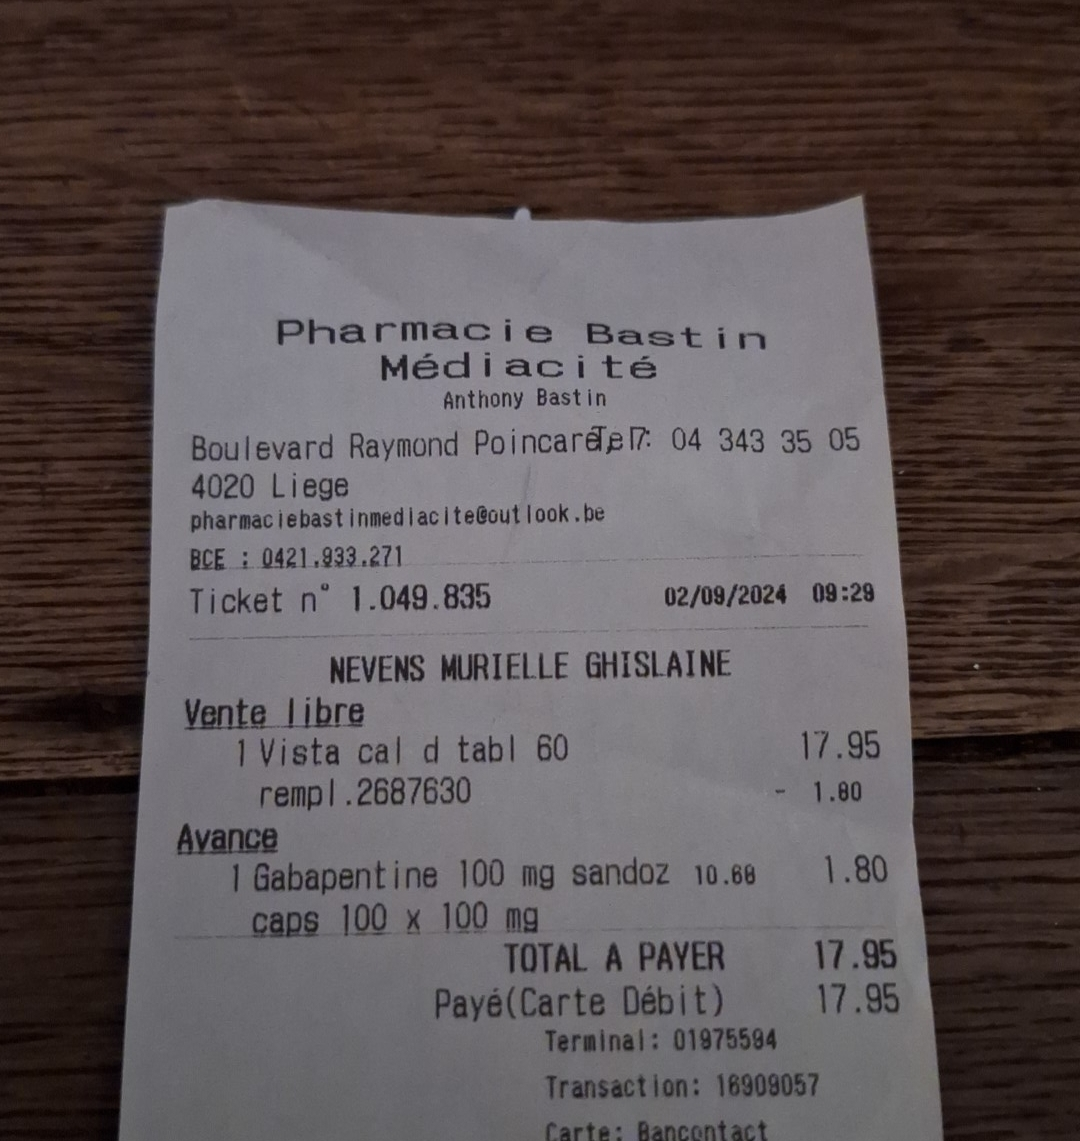 Pharmacie Bastin
Médiacité
Anthony Bastin
Boulevard Raymond Poincaré, 7 Tel : 04 343 35 05
4020 Liege
pharmaciebastinmediacite@outlook.be
BCE : 0421.933.271
Ticket n° 1.049.835 02/09/2024 09:29
NEVENS MURIELLE GHISLAINE
Vente libre
1 Vista cal d tabl 60 17.95
rempl.2687630 - 1.80
Avance
1 Gabapentine 100 mg sandoz 10.68 1.80
caps 100 x 100 mg
TOTAL A PAYER 17.95
Payé(Carte Débit) 17.95
Terminal: 01975594
Transaction: 16909057
Carte: Bancontact